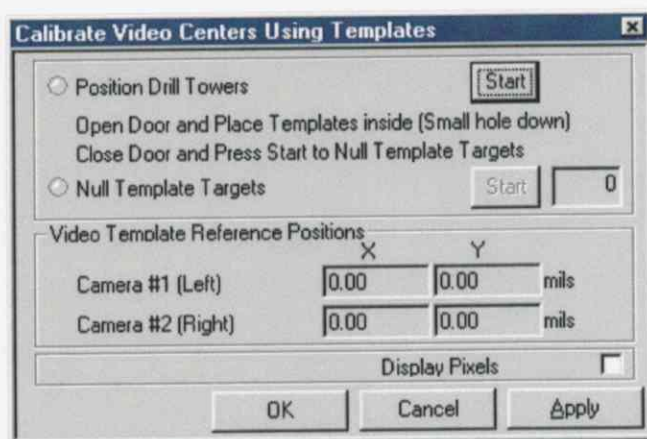 Calibrate Video Centers Using Templates
Position Drill Towers Start
Open Door and Place Templates inside (Small hole down)
Close Door and Press Start to Null Template Targets
Null Template Targets Start 0
Video Template Reference Positions
X Y
Camera #1 (Left) 0.00 0.00 mils
Camera #2 (Right) 0.00 0.00 mils
Display Pixels
OK Cancel Apply